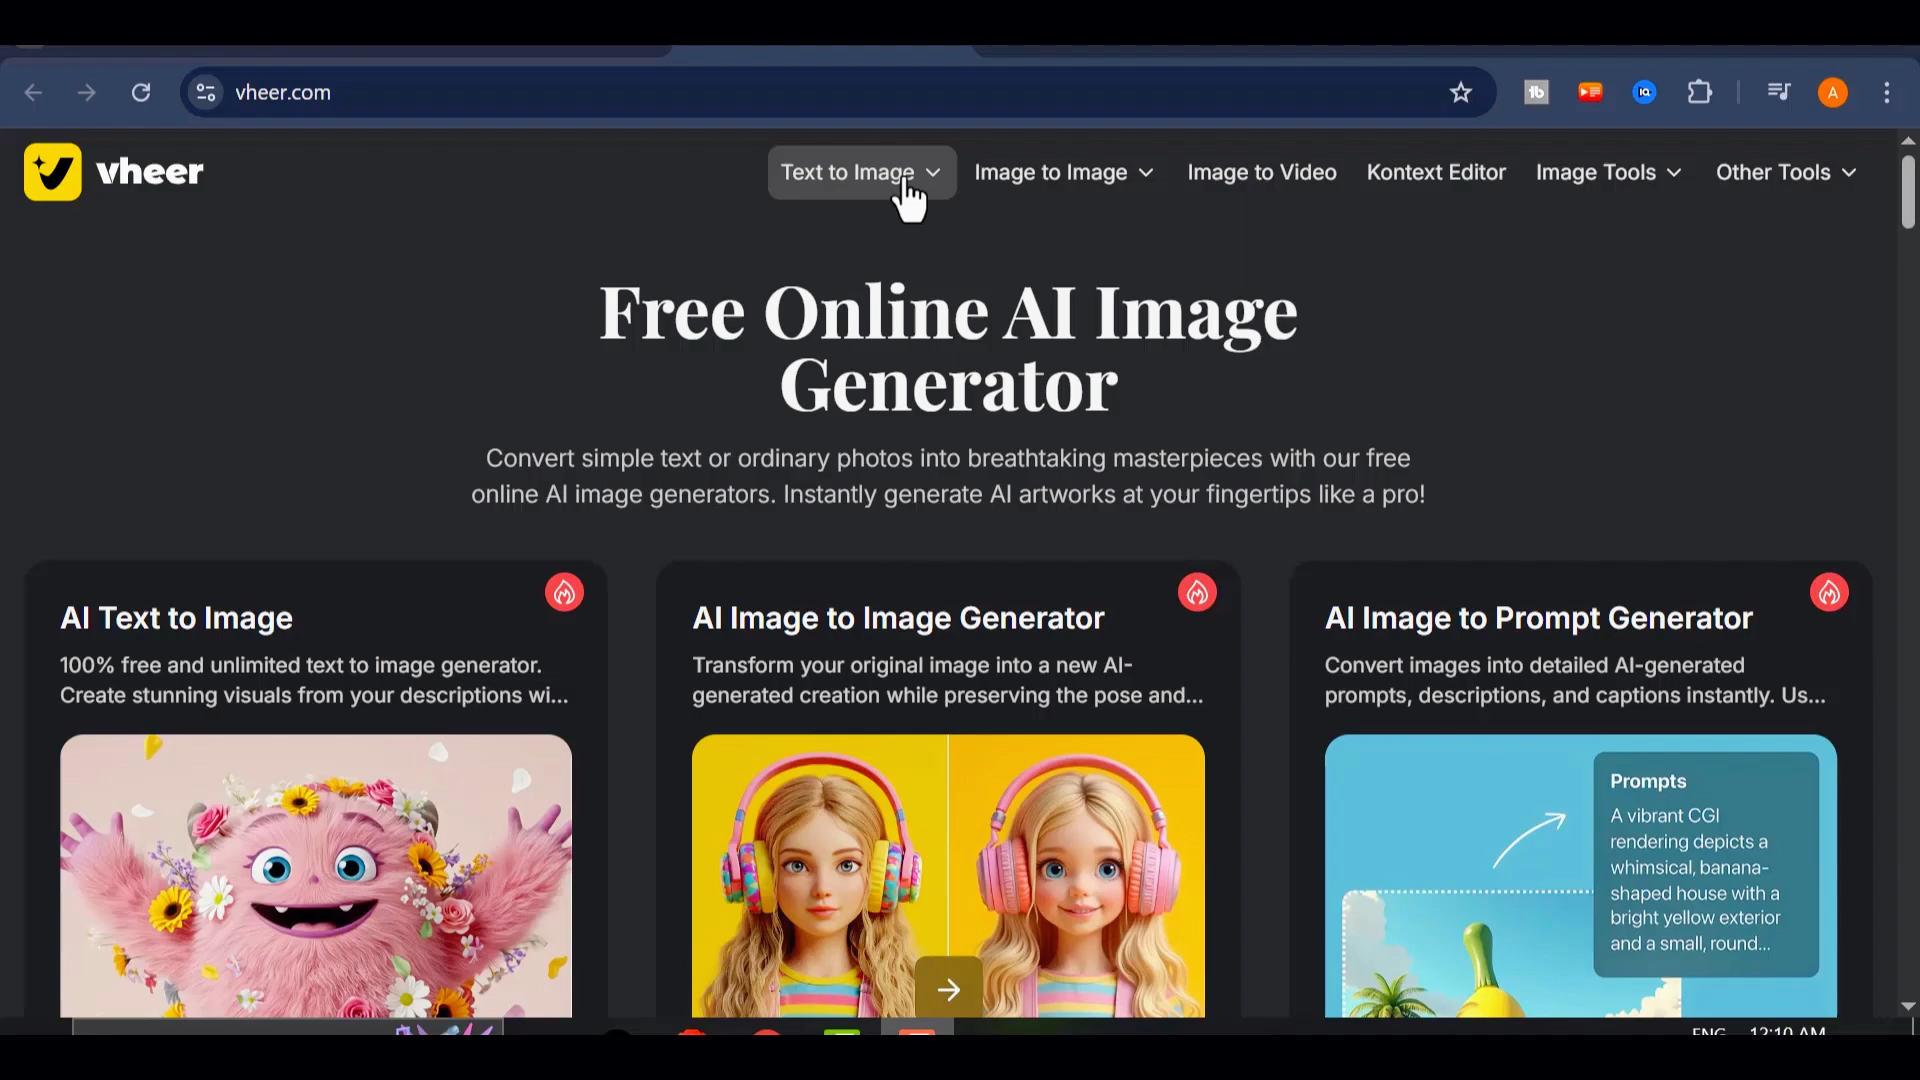 vheer.com
A
vheer
Text to Image
Image to Image
Image to Video
Kontext Editor
Image Tools
Other Tools
Free Online AI Image
Generator
Convert simple text or ordinary photos into breathtaking masterpieces with our free
online AI image generators. Instantly generate AI artworks at your fingertips like a pro!
AI Text to Image
100% free and unlimited text to image generator.
Create stunning visuals from your descriptions wi...
AI Image to Image Generator
Transform your original image into a new AI-
generated creation while preserving the pose and...
AI Image to Prompt Generator
Convert images into detailed AI-generated
prompts, descriptions, and captions instantly. Us...
Prompts
A vibrant CGI
rendering depicts a
whimsical, banana-
shaped house with a
bright yellow exterior
and a small, round...
ENG
12:10 AM